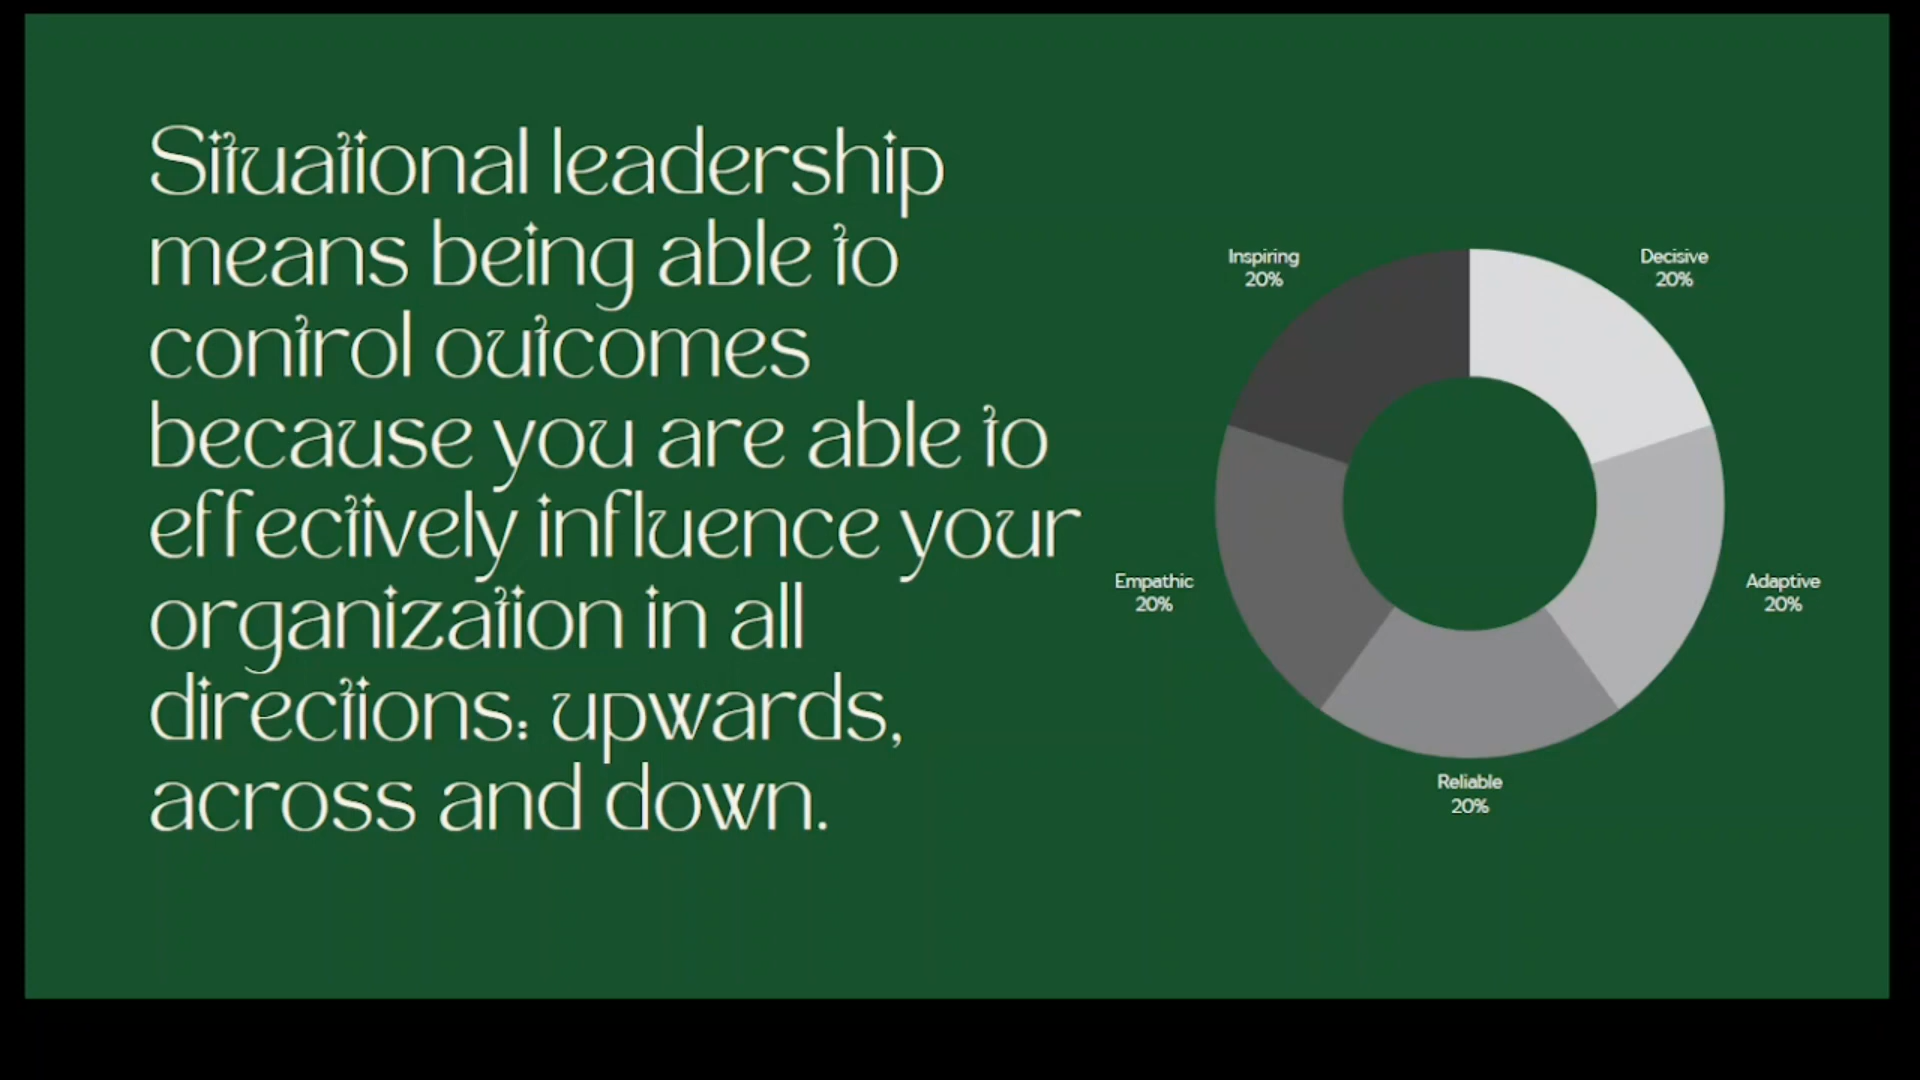 Situational leadership
means being able to
control outcomes
because you are able to
effectively influence your
organization in all
directions: upwards,
across and down.
Inspiring
20%
Decisive
20%
Empathic
20%
Adaptive
20%
Reliable
20%